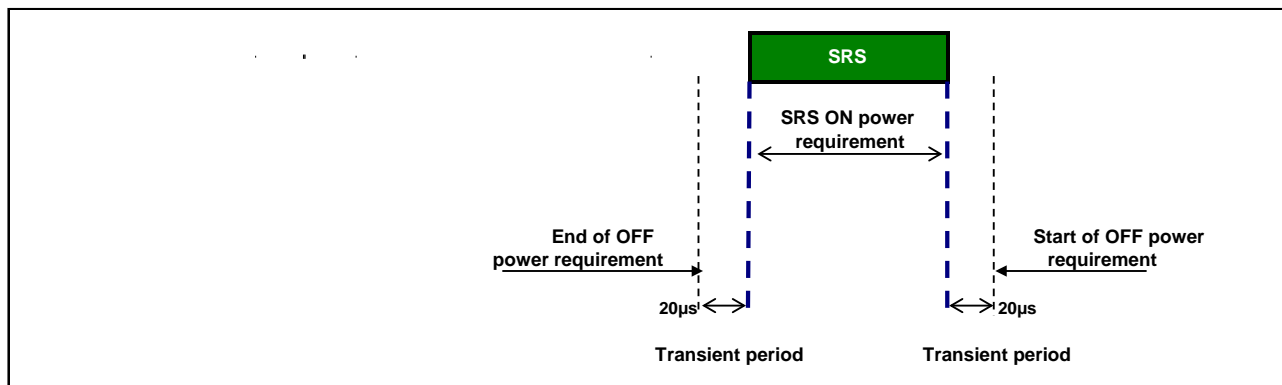 SRS
SRS ON power
requirement
End of OFF
power requirement
Start of OFF power
requirement
20µs
20µs
Transient period
Transient period